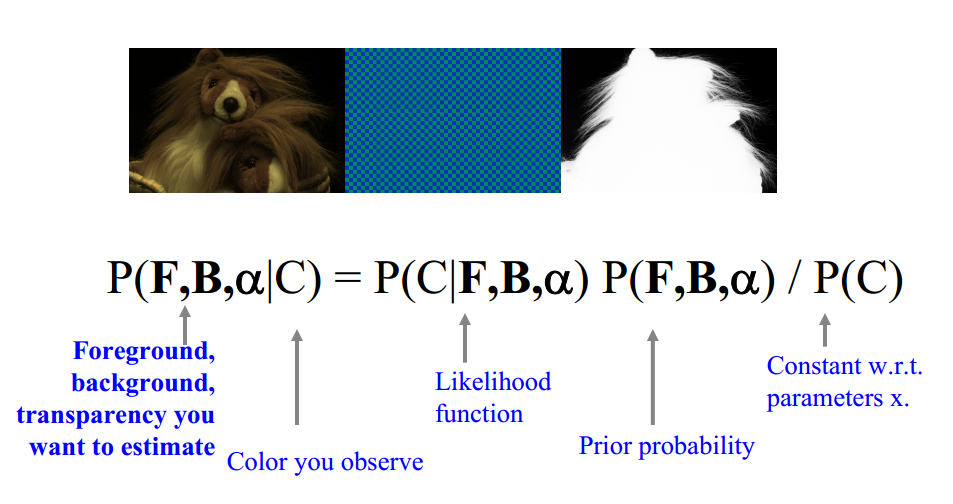 P(F,B,α|C) = P(C|F,B,α) P(F,B,α) / P(C)
Foreground,
background,
transparency you
want to estimate
Color you observe
Likelihood
function
Prior probability
Constant w.r.t.
parameters x.